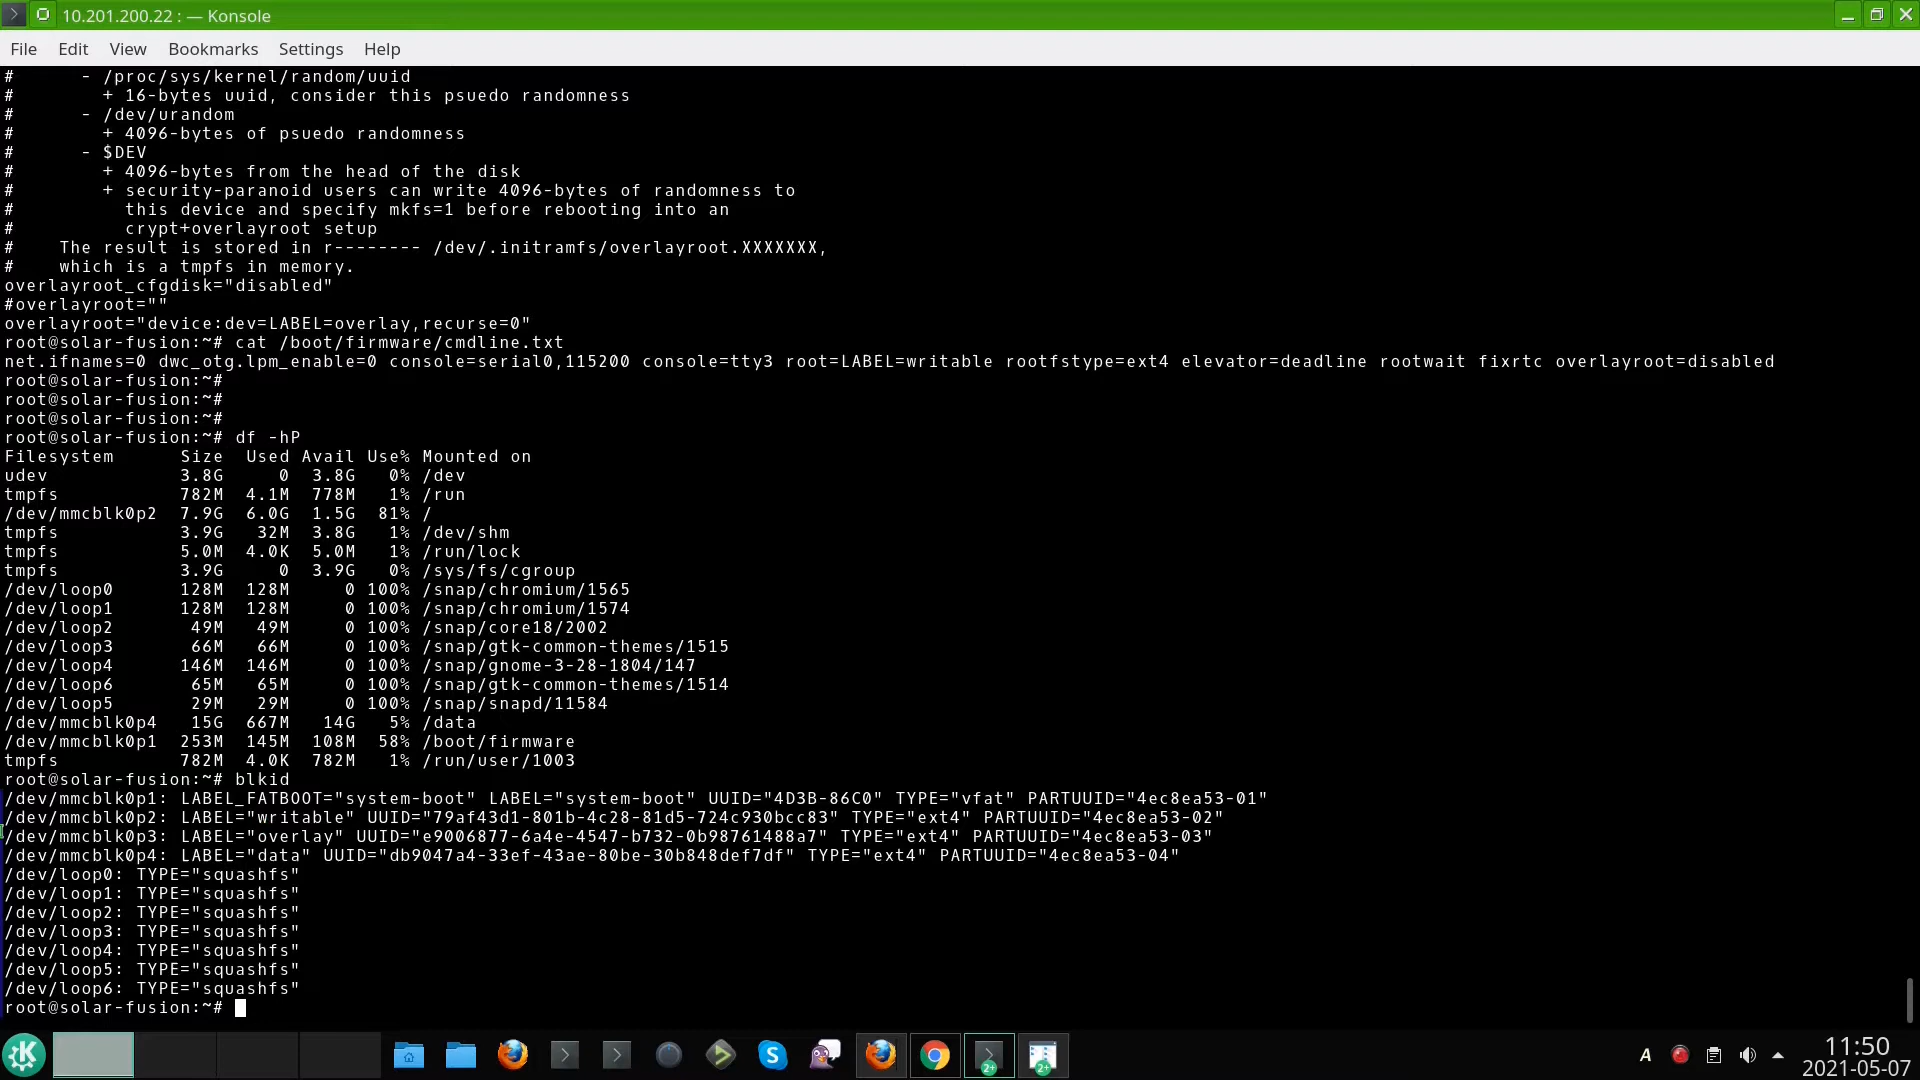 10.201.200.22 : — Konsole
File Edit View Bookmarks Settings Help
#      - /proc/sys/kernel/random/uuid
#        + 16-bytes uuid, consider this psuedo randomness
#      - /dev/urandom
#        + 4096-bytes of psuedo randomness
#      - $DEV
#        + 4096-bytes from the head of the disk
#        + security-paranoid users can write 4096-bytes of randomness to
#          this device and specify mkfs=1 before rebooting into an
#          crypt+overlayroot setup
#    The result is stored in r-------- /dev/.initramfs/overlayroot.XXXXXXX,
#    which is a tmpfs in memory.
overlayroot_cfgdisk="disabled"
#overlayroot=""
overlayroot="device:dev=LABEL=overlay,recurse=0"
root@solar-fusion:~# cat /boot/firmware/cmdline.txt
net.ifnames=0 dwc_otg.lpm_enable=0 console=serial0,115200 console=tty3 root=LABEL=writable rootfstype=ext4 elevator=deadline rootwait fixrtc overlayroot=disabled
root@solar-fusion:~#
root@solar-fusion:~#
root@solar-fusion:~#
root@solar-fusion:~# df -hP
Filesystem      Size  Used Avail Use% Mounted on
udev            3.8G     0  3.8G   0% /dev
tmpfs           782M  4.1M  778M   1% /run
/dev/mmcblk0p2  7.9G  6.0G  1.5G  81% /
tmpfs           3.9G   32M  3.8G   1% /dev/shm
tmpfs           5.0M  4.0K  5.0M   1% /run/lock
tmpfs           3.9G     0  3.9G   0% /sys/fs/cgroup
/dev/loop0      128M  128M     0 100% /snap/chromium/1565
/dev/loop1      128M  128M     0 100% /snap/chromium/1574
/dev/loop2       49M   49M     0 100% /snap/core18/2002
/dev/loop3       66M   66M     0 100% /snap/gtk-common-themes/1515
/dev/loop4      146M  146M     0 100% /snap/gnome-3-28-1804/147
/dev/loop6       65M   65M     0 100% /snap/gtk-common-themes/1514
/dev/loop5       29M   29M     0 100% /snap/snapd/11584
/dev/mmcblk0p4   15G  667M   14G   5% /data
/dev/mmcblk0p1  253M  145M  108M  58% /boot/firmware
tmpfs           782M  4.0K  782M   1% /run/user/1003
root@solar-fusion:~# blkid
/dev/mmcblk0p1: LABEL_FATBOOT="system-boot" LABEL="system-boot" UUID="4D3B-86C0" TYPE="vfat" PARTUUID="4ec8ea53-01"
/dev/mmcblk0p2: LABEL="writable" UUID="79af43d1-801b-4c28-81d5-724c930bcc83" TYPE="ext4" PARTUUID="4ec8ea53-02"
/dev/mmcblk0p3: LABEL="overlay" UUID="e9006877-6a4e-4547-b732-0b98761488a7" TYPE="ext4" PARTUUID="4ec8ea53-03"
/dev/mmcblk0p4: LABEL="data" UUID="db9047a4-33ef-43ae-80be-30b848def7df" TYPE="ext4" PARTUUID="4ec8ea53-04"
/dev/loop0: TYPE="squashfs"
/dev/loop1: TYPE="squashfs"
/dev/loop2: TYPE="squashfs"
/dev/loop3: TYPE="squashfs"
/dev/loop4: TYPE="squashfs"
/dev/loop5: TYPE="squashfs"
/dev/loop6: TYPE="squashfs"
root@solar-fusion:~#
2+ 2+ A 11:50
2021-05-07